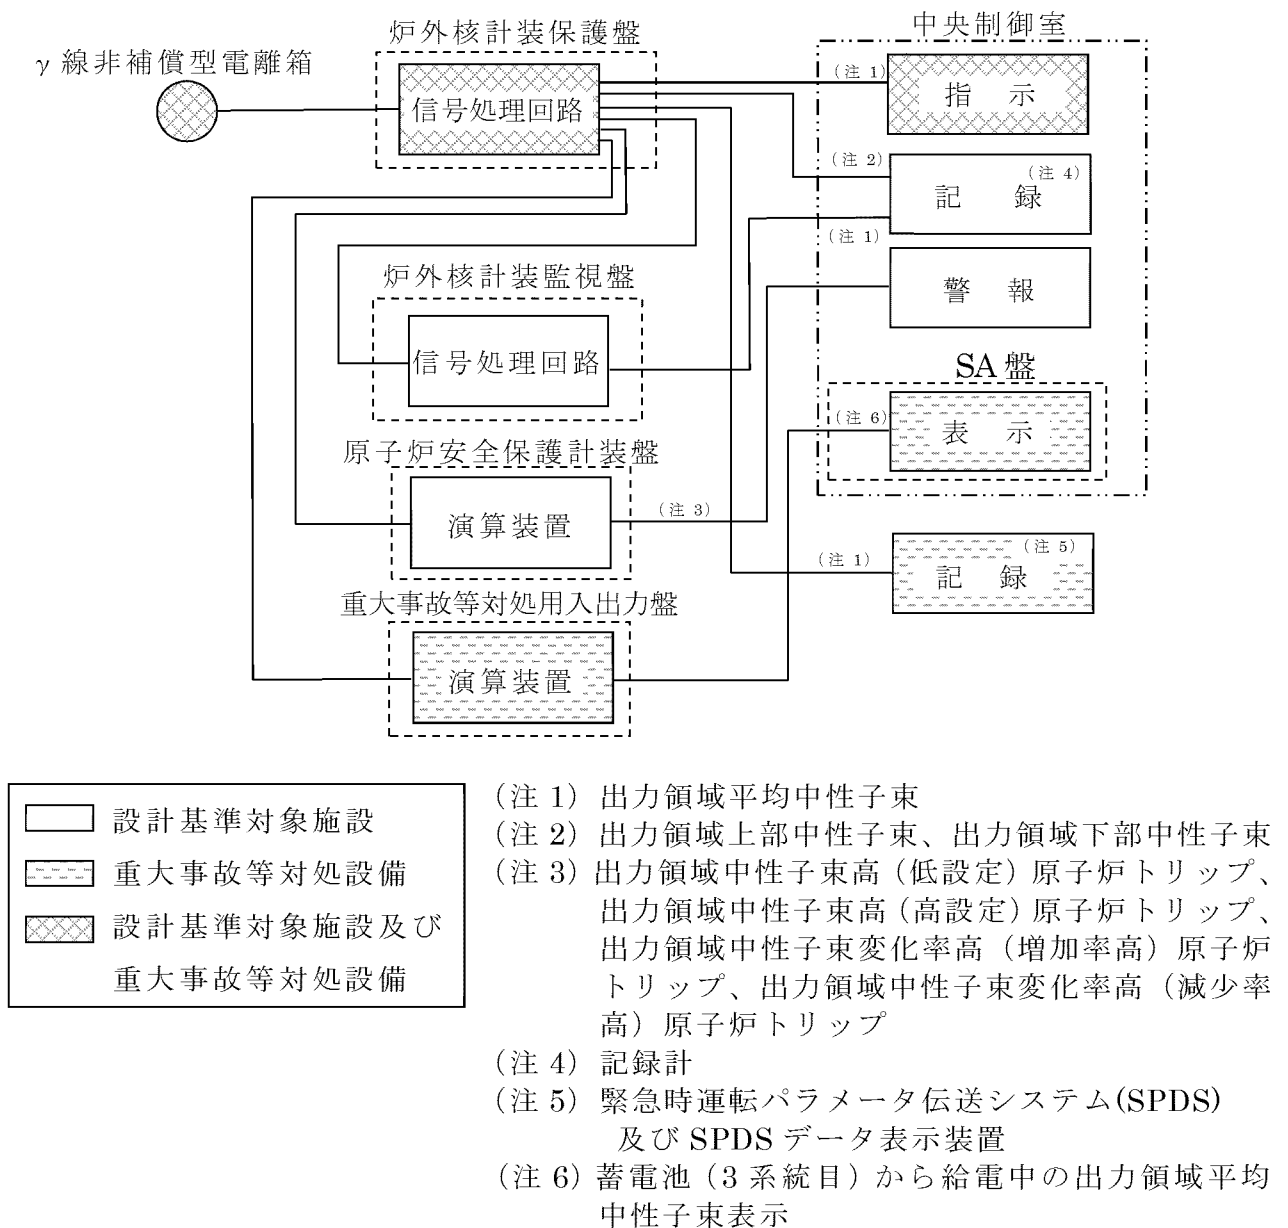 炉外核計装保護盤
中央制御室
γ線非補償型電離箱
信号処理回路
(注 1)
指 示
(注 2)
(注 4)
記 録
(注 1)
炉外核計装監視盤
信号処理回路
警 報
SA 盤
(注 6)
表 示
原子炉安全保護計装盤
演算装置
(注 3)
(注 1)
(注 5)
記 録
重大事故等対処用入出力盤
演算装置
設計基準対象施設
重大事故等対処設備
設計基準対象施設及び
重大事故等対処設備
(注 1) 出力領域平均中性子束
(注 2) 出力領域上部中性子束、出力領域下部中性子束
(注 3) 出力領域中性子束高(低設定)原子炉トリップ、
出力領域中性子束高(高設定)原子炉トリップ、
出力領域中性子束変化率高(増加率高)原子炉
トリップ、出力領域中性子束変化率高(減少率
高)原子炉トリップ
(注 4) 記録計
(注 5) 緊急時運転パラメータ伝送システム(SPDS)
及び SPDS データ表示装置
(注 6) 蓄電池(3 系統目)から給電中の出力領域平均
中性子束表示